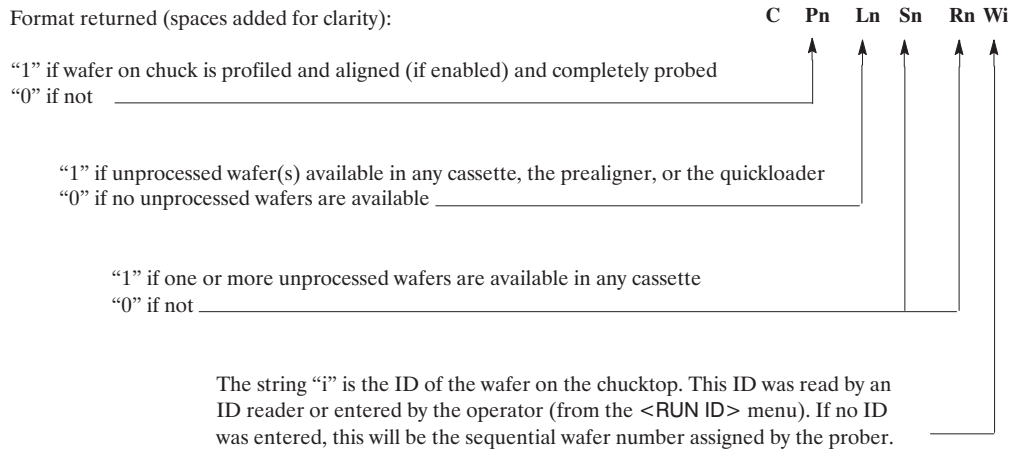 Format returned (spaces added for clarity): C Pn Ln Sn Rn Wi
“1” if wafer on chuck is profiled and aligned (if enabled) and completely probed
“0” if not
“1” if unprocessed wafer(s) available in any cassette, the prealigner, or the quickloader
“0” if no unprocessed wafers are available
“1” if one or more unprocessed wafers are available in any cassette
“0” if not
The string “i” is the ID of the wafer on the chucktop. This ID was read by an
ID reader or entered by the operator (from the <RUN ID> menu). If no ID
was entered, this will be the sequential wafer number assigned by the prober.